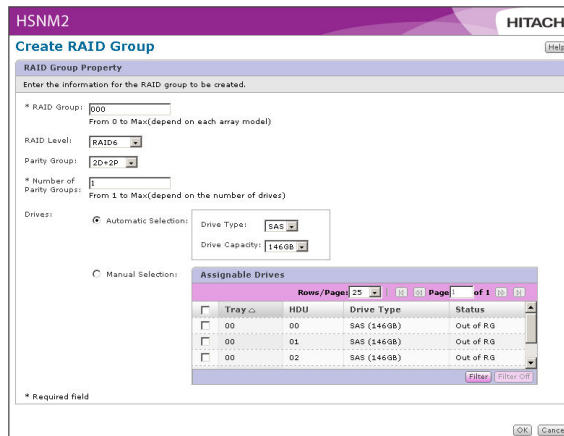 HSNM2
HITACH
Create RAID Group
Help
RAID Group Property
Enter the information for the RAID group to be created.
* RAID Group: 000
From 0 to Max(depend on each array model)
RAID Level: RAID6
Parity Group: 2D+2P
* Number of Parity Groups: 1
From 1 to Max(depend on the number of drives)
Drives: Automatic Selection: Drive Type: SAS
Drive Capacity: 146GB
Manual Selection: Assignable Drives
Rows/Page: 25 Page 1 of 1
Tray HDU Drive Type Status
00 00 SAS (146GB) Out of RG
00 01 SAS (146GB) Out of RG
00 02 SAS (146GB) Out of RG
Filter Filter Off
* Required field
OK Cance